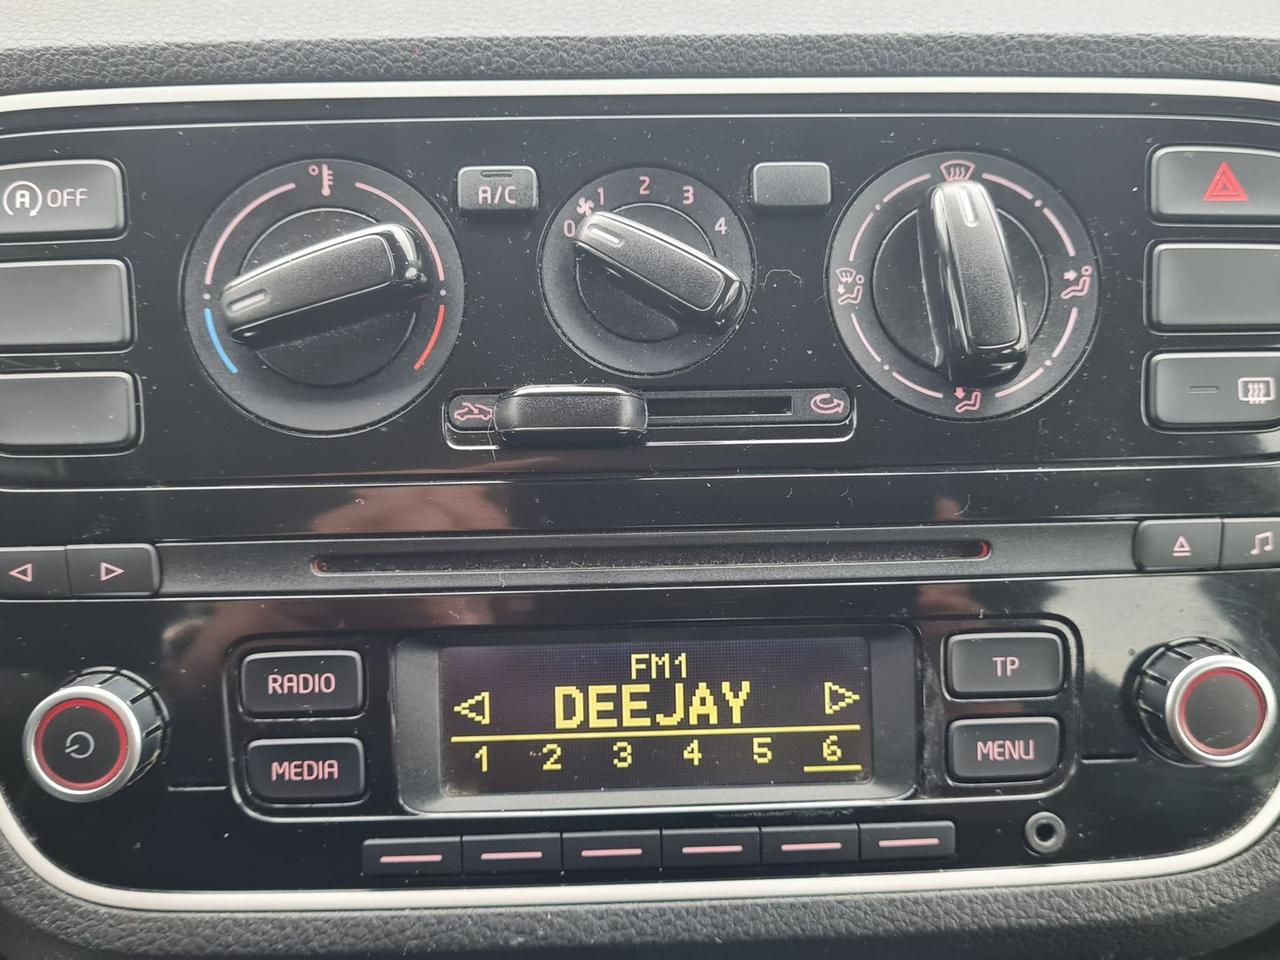 A OFF
A/C
0 1 2 3 4
RADIO
MEDIA
FM1
DEEJAY
1 2 3 4 5 6
TP
MENU